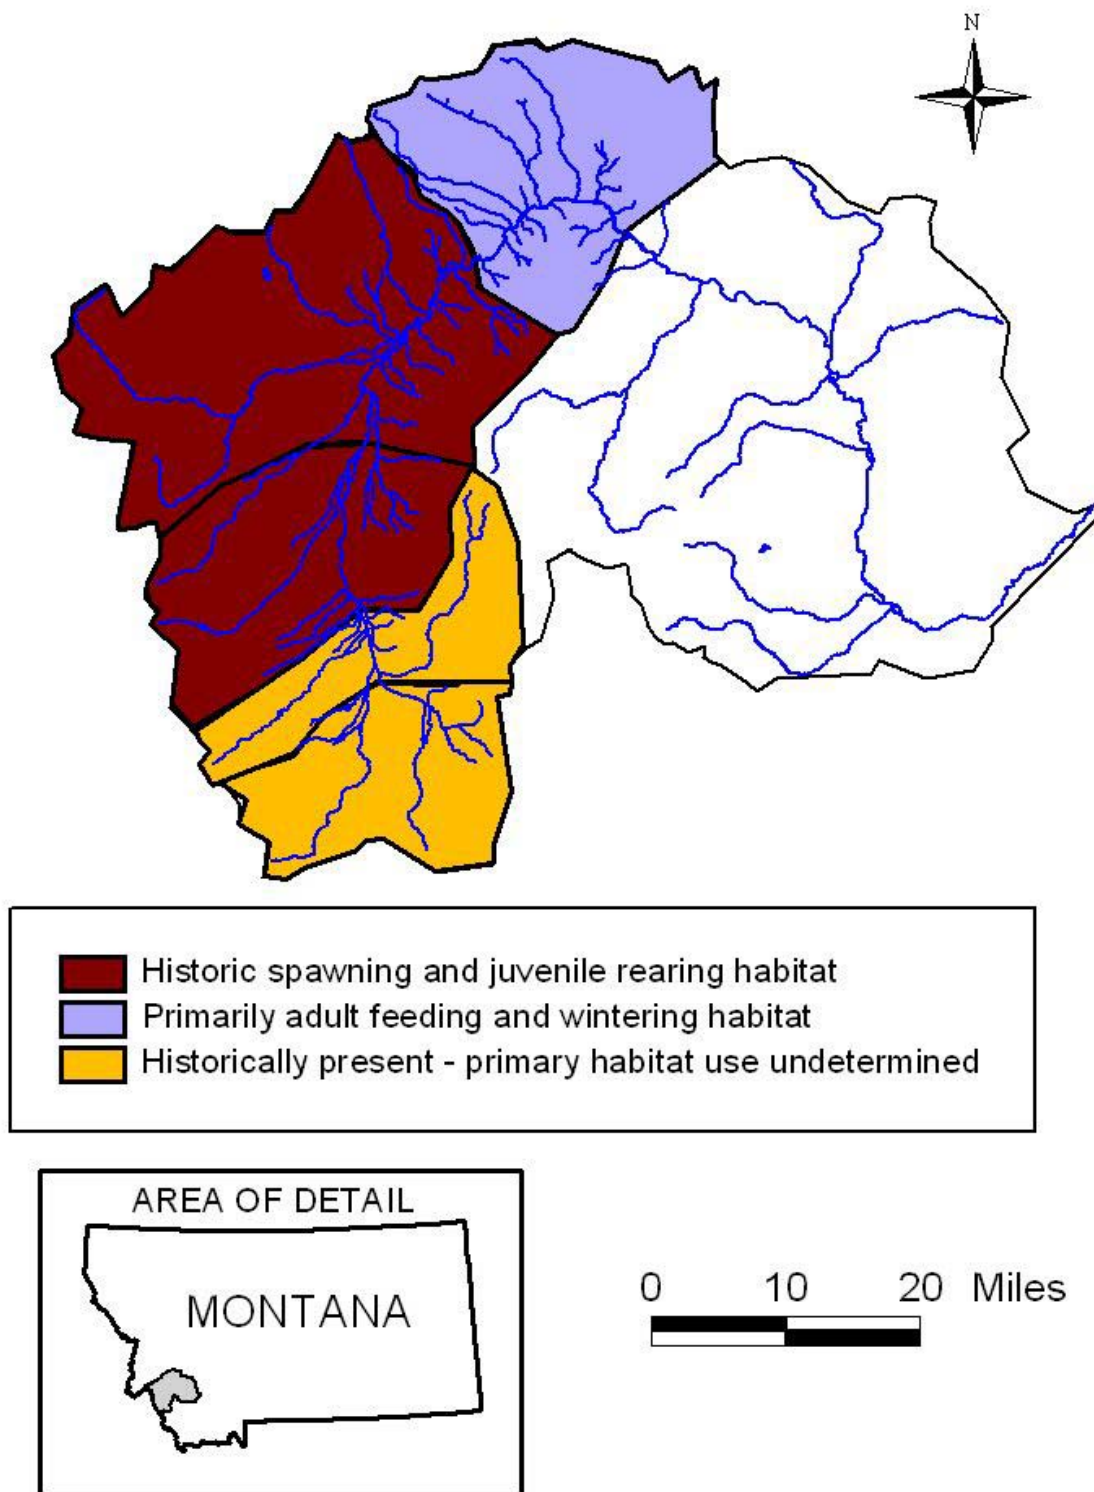 N
Historic spawning and juvenile rearing habitat
Primarily adult feeding and wintering habitat
Historically present - primary habitat use undetermined
AREA OF DETAIL
MONTANA
0 10 20 Miles